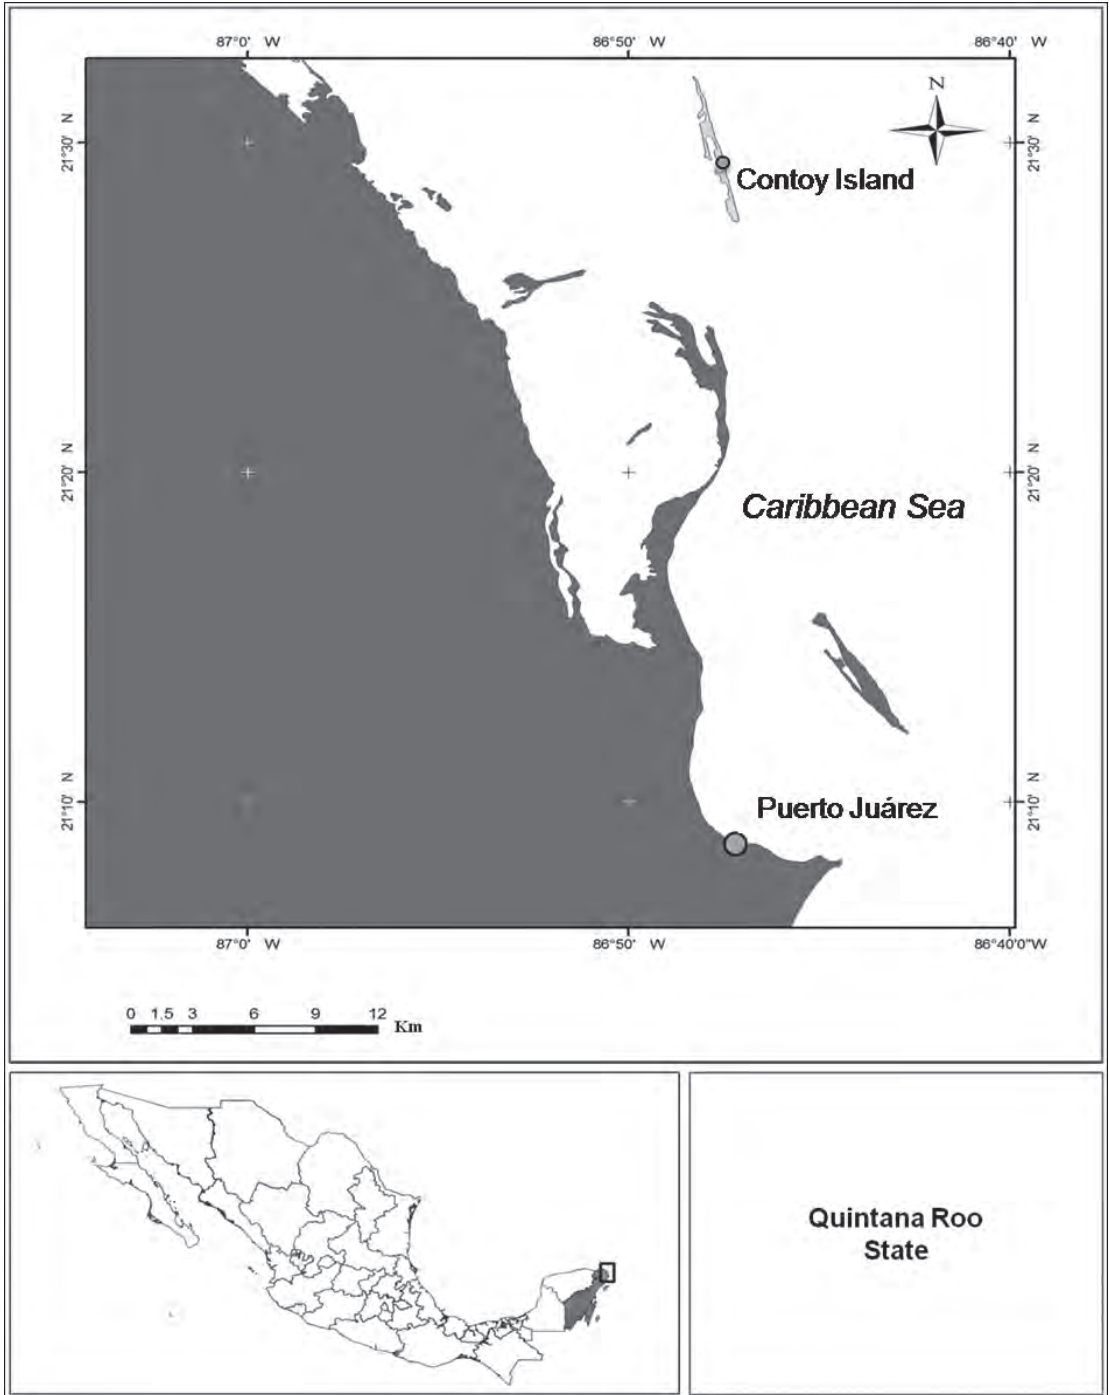 87°0' W 86°50' W 86°40' W
N
21°30' N 21°30' N
Contoy Island
21°20' N 21°20' N
Caribbean Sea
21°10' N 21°10' N
Puerto Juárez
87°0' W 86°50' W 86°40'0"W
0 1.5 3 6 9 12
Km
Quintana Roo
State